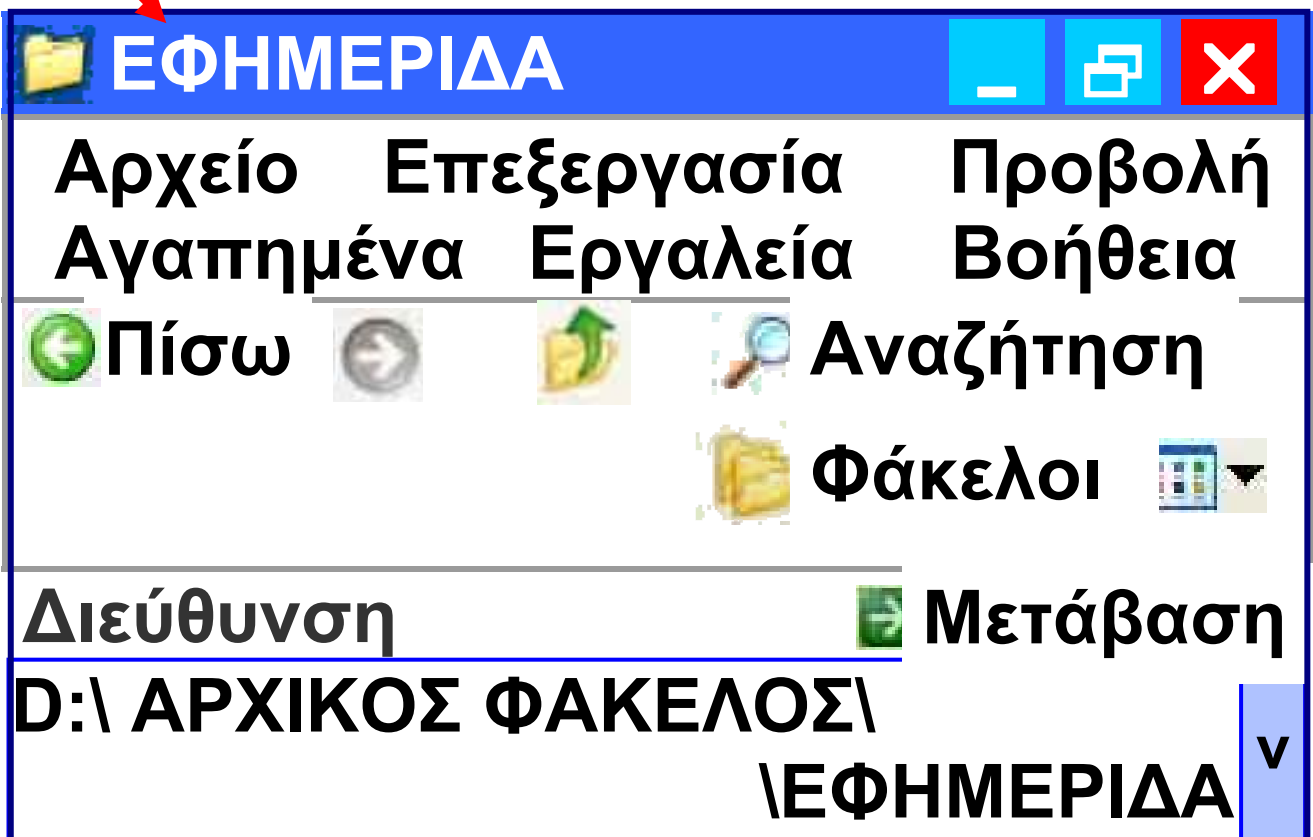 ΕΦΗΜΕΡΙΔΑ
Αρχείο Επεξεργασία Προβολή
Αγαπημένα Εργαλεία Βοήθεια
Πίσω Αναζήτηση
Φάκελοι
Διεύθυνση Μετάβαση
D:\ ΑΡΧΙΚΟΣ ΦΑΚΕΛΟΣ\
\ΕΦΗΜΕΡΙΔΑ v